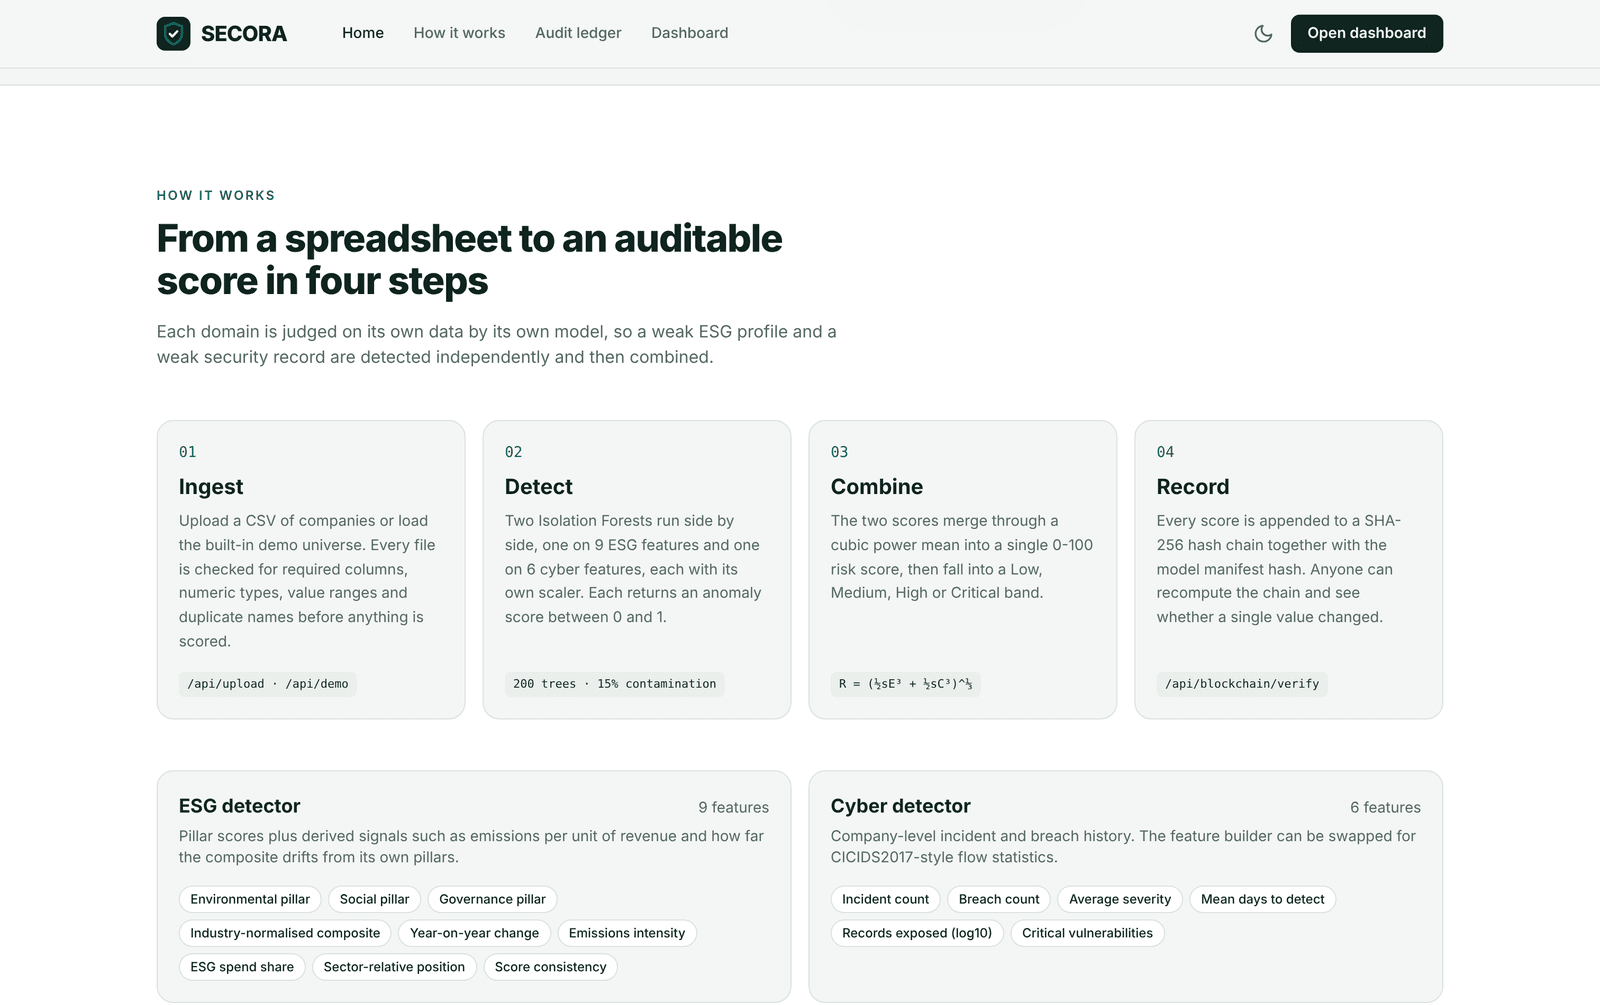 SECORA
Home
How it works
Audit ledger
Dashboard
Open dashboard
HOW IT WORKS
From a spreadsheet to an auditable
score in four steps
Each domain is judged on its own data by its own model, so a weak ESG profile and a
weak security record are detected independently and then combined.
01
Ingest
Upload a CSV of companies or load
the built-in demo universe. Every file
is checked for required columns,
numeric types, value ranges and
duplicate names before anything is
scored.
/api/upload · /api/demo
02
Detect
Two Isolation Forests run side by
side, one on 9 ESG features and one
on 6 cyber features, each with its
own scaler. Each returns an anomaly
score between 0 and 1.
200 trees · 15% contamination
03
Combine
The two scores merge through a
cubic power mean into a single 0-100
risk score, then fall into a Low,
Medium, High or Critical band.
R = (½sE³ + ½sC³)^⅓
04
Record
Every score is appended to a SHA-
256 hash chain together with the
model manifest hash. Anyone can
recompute the chain and see
whether a single value changed.
/api/blockchain/verify
ESG detector
9 features
Pillar scores plus derived signals such as emissions per unit of revenue and how far
the composite drifts from its own pillars.
Environmental pillar
Social pillar
Governance pillar
Industry-normalised composite
Year-on-year change
Emissions intensity
ESG spend share
Sector-relative position
Score consistency
Cyber detector
6 features
Company-level incident and breach history. The feature builder can be swapped for
CICIDS2017-style flow statistics.
Incident count
Breach count
Average severity
Mean days to detect
Records exposed (log10)
Critical vulnerabilities